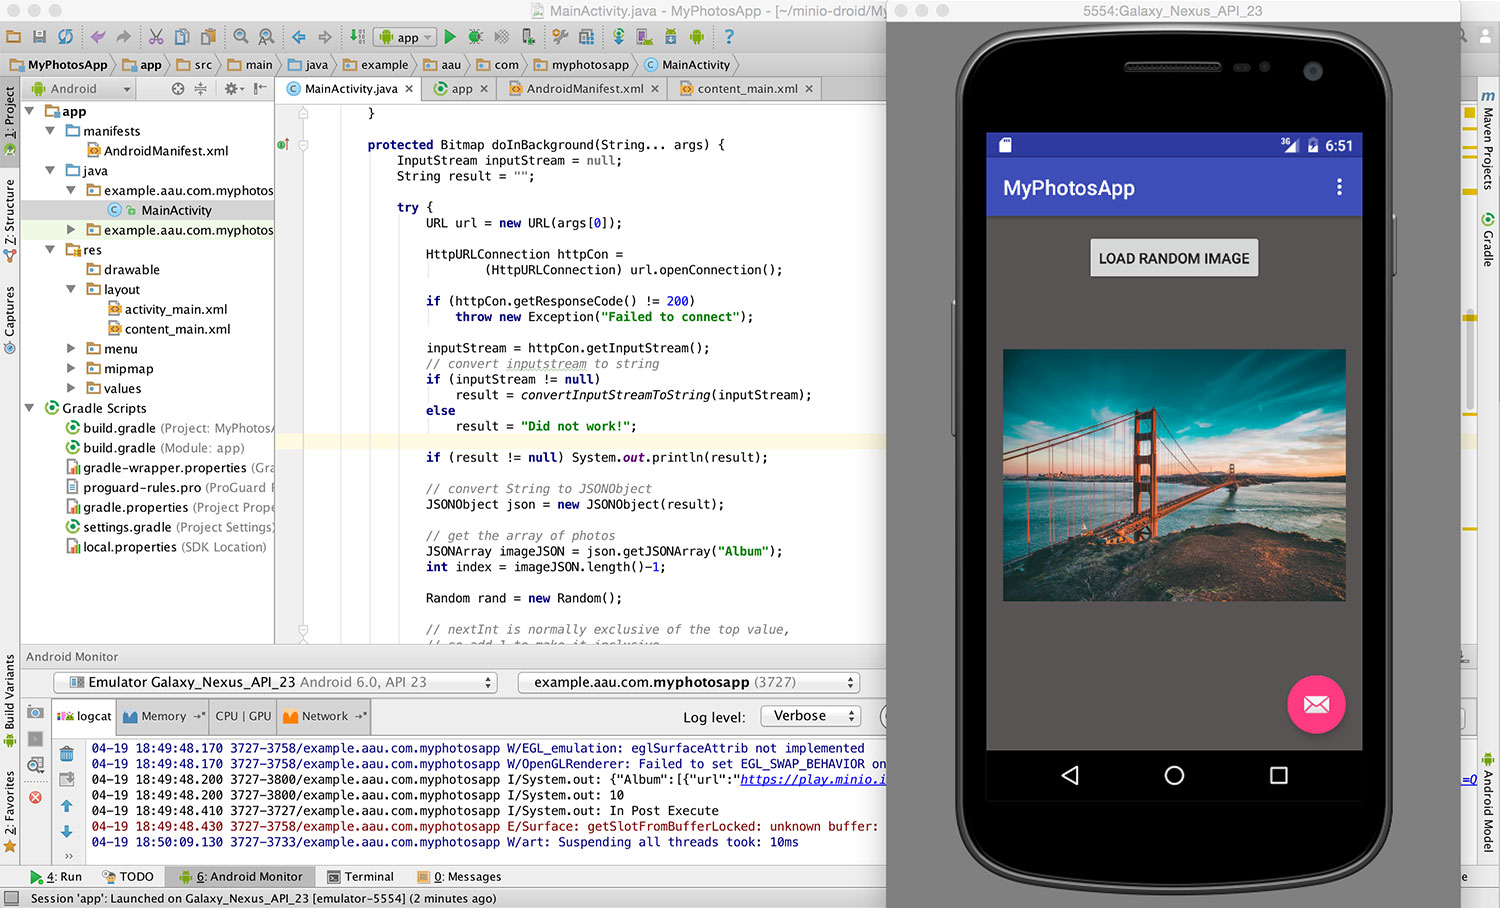 MainActivity.java - MyPhotosApp - [~/minio-droid/My
5554:Galaxy_Nexus_API_23
app
MyPhotosApp
app
src
main
java
example
aau
com
myphotosapp
MainActivity
Android
MainActivity.java
app
AndroidManifest.xml
content_main.xml
1: Project
Z: Structure
Captures
Build Variants
2: Favorites
app
manifests
AndroidManifest.xml
java
example.aau.com.myphotos
MainActivity
example.aau.com.myphotos
res
drawable
layout
activity_main.xml
content_main.xml
menu
mipmap
values
Gradle Scripts
build.gradle (Project: MyPhotosA
build.gradle (Module: app)
gradle-wrapper.properties (Gra
proguard-rules.pro (ProGuard R
gradle.properties (Project Prope
settings.gradle (Project Settings)
local.properties (SDK Location)
}
protected Bitmap doInBackground(String... args) {
InputStream inputStream = null;
String result = "";
try {
URL url = new URL(args[0]);
HttpURLConnection httpCon =
(HttpURLConnection) url.openConnection();
if (httpCon.getResponseCode() != 200)
throw new Exception("Failed to connect");
inputStream = httpCon.getInputStream();
// convert inputstream to string
if (inputStream != null)
result = convertInputStreamToString(inputStream);
else
result = "Did not work!";
if (result != null) System.out.println(result);
// convert String to JSONObject
JSONObject json = new JSONObject(result);
// get the array of photos
JSONArray imageJSON = json.getJSONArray("Album");
int index = imageJSON.length()-1;
Random rand = new Random();
// nextInt is normally exclusive of the top value,
// so add 1 to make it inclusive
3G 6:51
MyPhotosApp
LOAD RANDOM IMAGE
m
Maven Projects
Gradle
Android Model
Android Monitor
Emulator Galaxy_Nexus_API_23 Android 6.0, API 23
example.aau.com.myphotosapp (3727)
logcat
Memory
CPU | GPU
Network
Log level:
Verbose
04-19 18:49:48.170 3727-3758/example.aau.com.myphotosapp W/EGL_emulation: eglSurfaceAttrib not implemented
04-19 18:49:48.170 3727-3758/example.aau.com.myphotosapp W/OpenGLRenderer: Failed to set EGL_SWAP_BEHAVIOR on
04-19 18:49:48.200 3727-3800/example.aau.com.myphotosapp I/System.out: {"Album":[{"url":"https://play.minio.i
=Q
04-19 18:49:48.200 3727-3800/example.aau.com.myphotosapp I/System.out: 10
04-19 18:49:48.410 3727-3727/example.aau.com.myphotosapp I/System.out: In Post Execute
04-19 18:49:48.430 3727-3758/example.aau.com.myphotosapp E/Surface: getSlotFromBufferLocked: unknown buffer:
04-19 18:50:09.130 3727-3733/example.aau.com.myphotosapp W/art: Suspending all threads took: 10ms
4: Run
TODO
6: Android Monitor
Terminal
0: Messages
e
Session 'app': Launched on Galaxy_Nexus_API_23 [emulator-5554] (2 minutes ago)